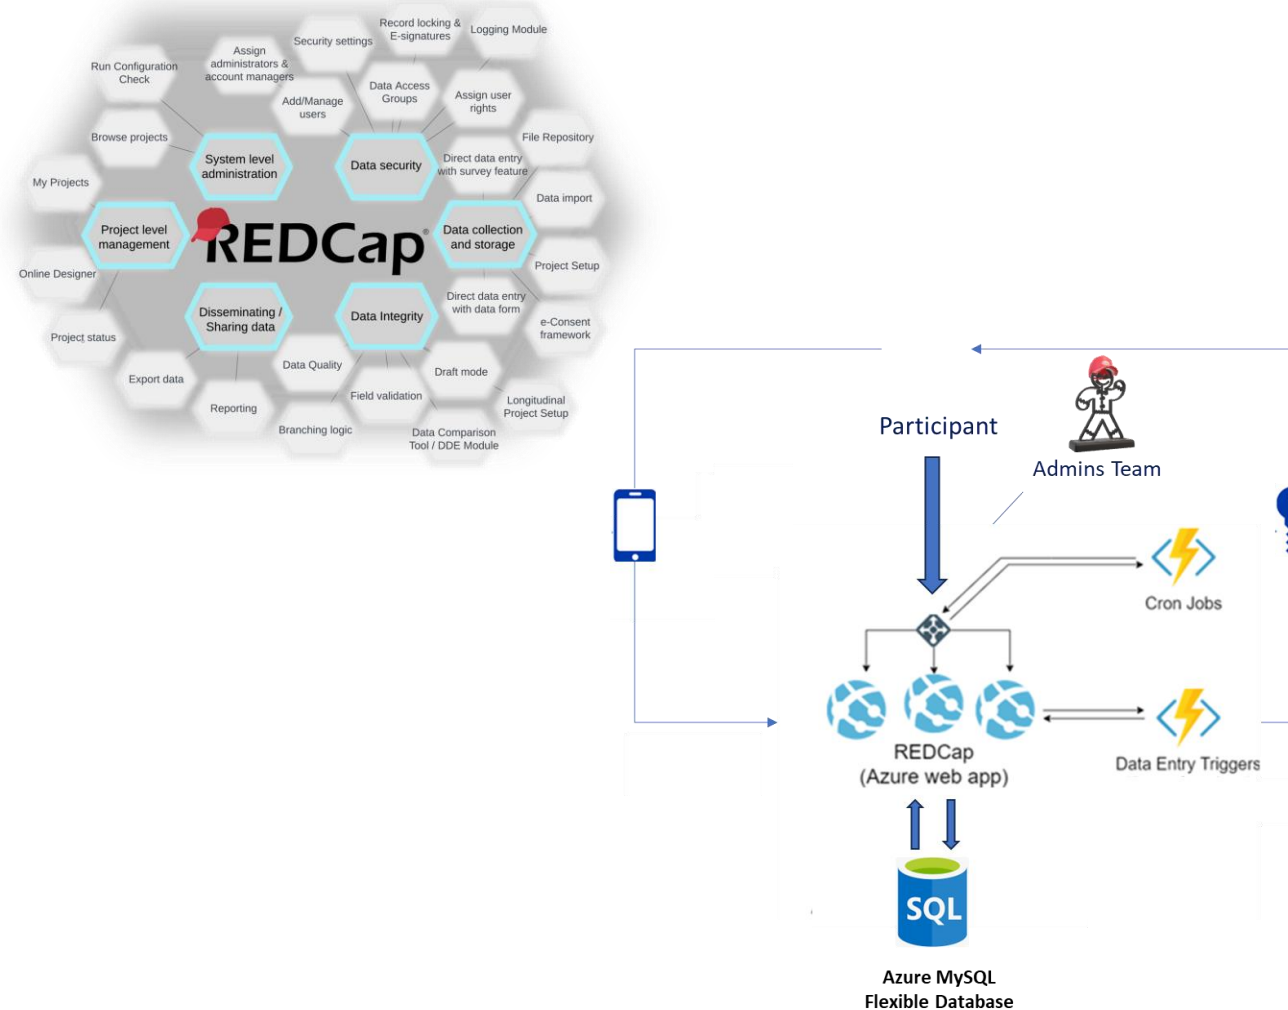 Record locking &
E-signatures
Logging Module
Security settings
Assign
administrators &
account managers
Run Configuration
Check
Data Access
Groups
Assign user
rights
Add/Manage
users
Browse projects
File Repository
System level
administration
Data security
Direct data entry
with survey feature
My Projects
Data import
Project level
management
REDCap
Data collection
and storage
Online Designer
Project Setup
Disseminating /
Sharing data
Data Integrity
Direct data entry
with data form
e-Consent
framework
Project status
Export data
Data Quality
Draft mode
Reporting
Field validation
Longitudinal
Project Setup
Branching logic
Data Comparison
Tool / DDE Module
Participant
Admins Team
Cron Jobs
REDCap
(Azure web app)
Data Entry Triggers
SQL
Azure MySQL
Flexible Database